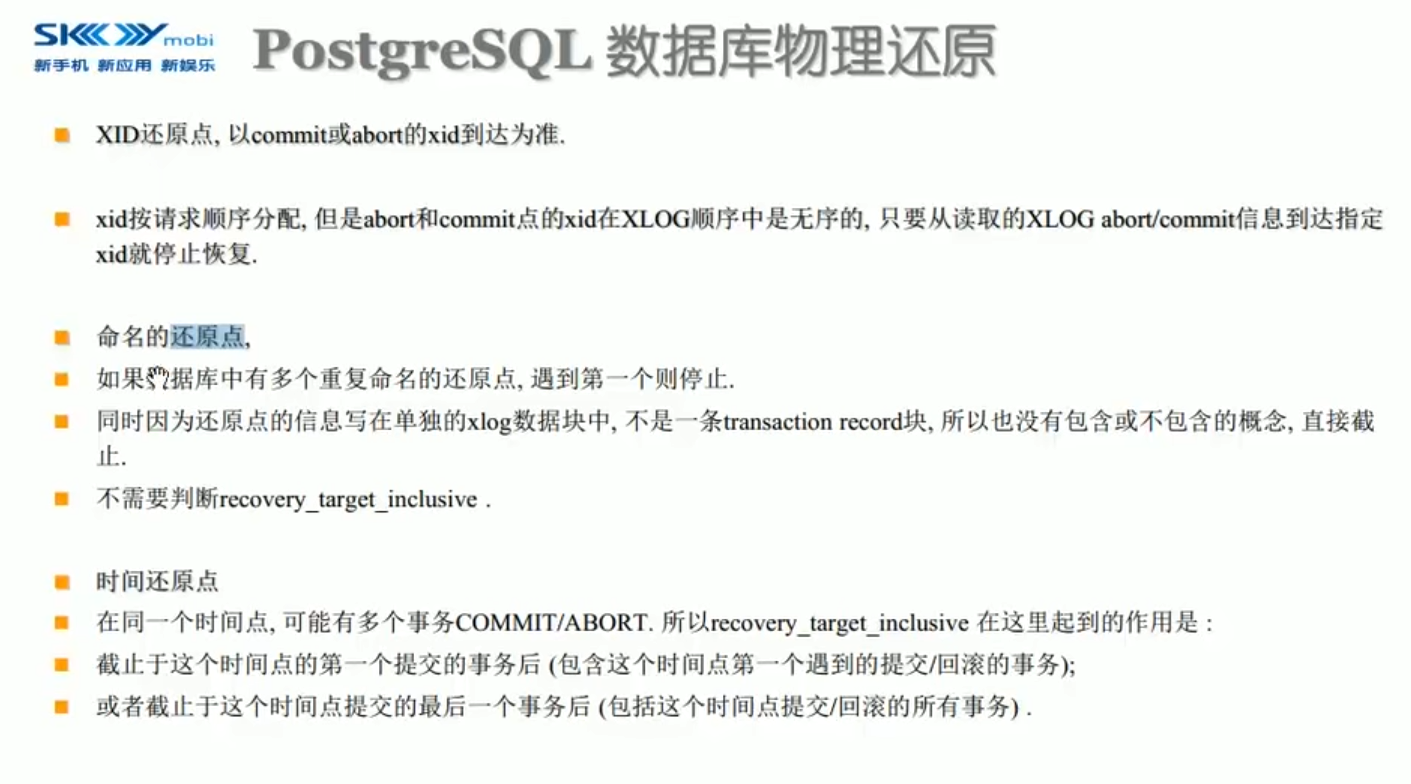 SKYmobi
新手机 新应用 新娱乐
PostgreSQL 数据库物理还原
XID还原点, 以commit或abort的xid到达为准.
xid按请求顺序分配, 但是abort和commit点的xid在XLOG顺序中是无序的, 只要从读取的XLOG abort/commit信息到达指定
xid就停止恢复.
命名的还原点,
如果数据库中有多个重复命名的还原点, 遇到第一个则停止.
同时因为还原点的信息写在单独的xlog数据块中, 不是一条transaction record块, 所以也没有包含或不包含的概念, 直接截
止.
不需要判断recovery_target_inclusive .
时间还原点
在同一个时间点, 可能有多个事务COMMIT/ABORT. 所以recovery_target_inclusive 在这里起到的作用是 :
截止于这个时间点的第一个提交的事务后 (包含这个时间点第一个遇到的提交/回滚的事务);
或者截止于这个时间点提交的最后一个事务后 (包括这个时间点提交/回滚的所有事务) .